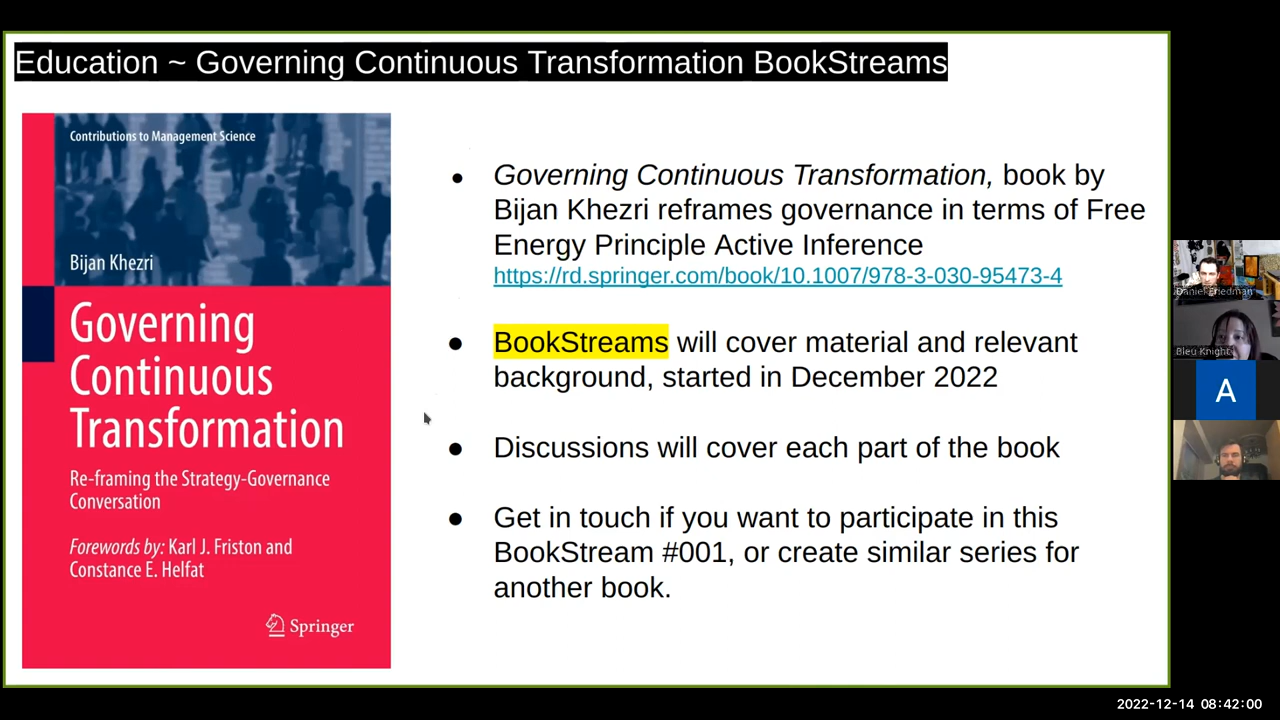 Education ~ Governing Continuous Transformation BookStreams
Contributions to Management Science
Bijan Khezri
Governing
Continuous
Transformation
Re-framing the Strategy-Governance
Conversation
Forewords by: Karl J. Friston and
Constance E. Helfat
Springer
● Governing Continuous Transformation, book by
Bijan Khezri reframes governance in terms of Free
Energy Principle Active Inference
https://rd.springer.com/book/10.1007/978-3-030-95473-4
● BookStreams will cover material and relevant
background, started in December 2022
● Discussions will cover each part of the book
● Get in touch if you want to participate in this
BookStream #001, or create similar series for
another book.
Daniel Friedman
Bleu Knight
A
2022-12-14 08:42:00